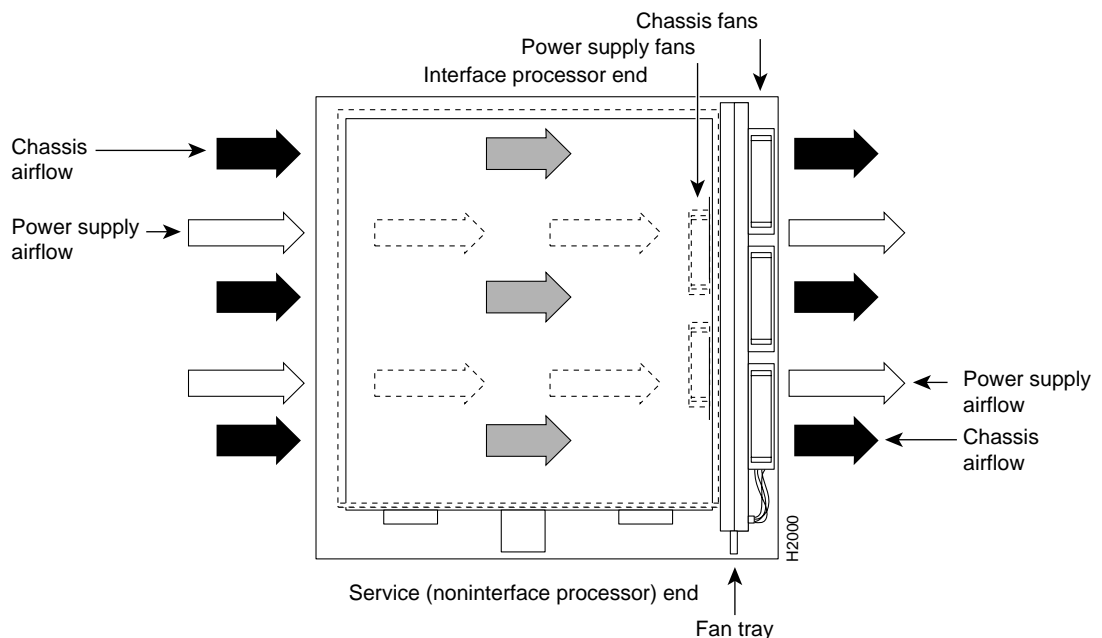 Chassis fans
Power supply fans
Interface processor end
Chassis
airflow
Power supply
airflow
Power supply
airflow
Chassis
airflow
H2000
Service (noninterface processor) end
Fan tray